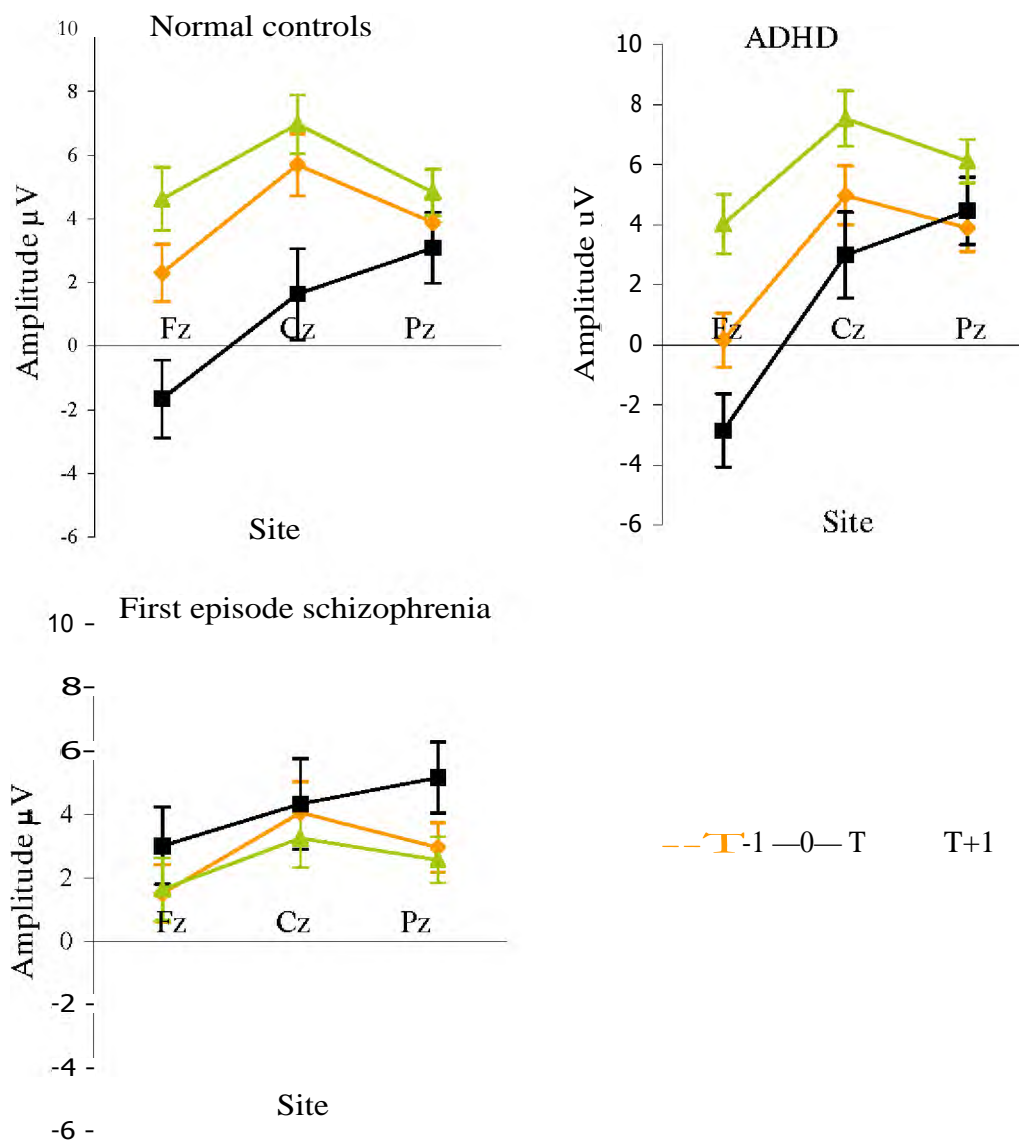 Normal controls
10
8
6
4
2
0
-2
-4
-6
Amplitude µ V
Fz Cz Pz
Site
ADHD
10
8
6
4
2
0
-2
-4
-6
Amplitude uV
Fz Cz Pz
Site
First episode schizophrenia
10 -
8-
6-
4
2
0
-2 -
-4 -
-6 -
Amplitude µ V
Fz Cz Pz
Site
--T-1 —0— T T+1